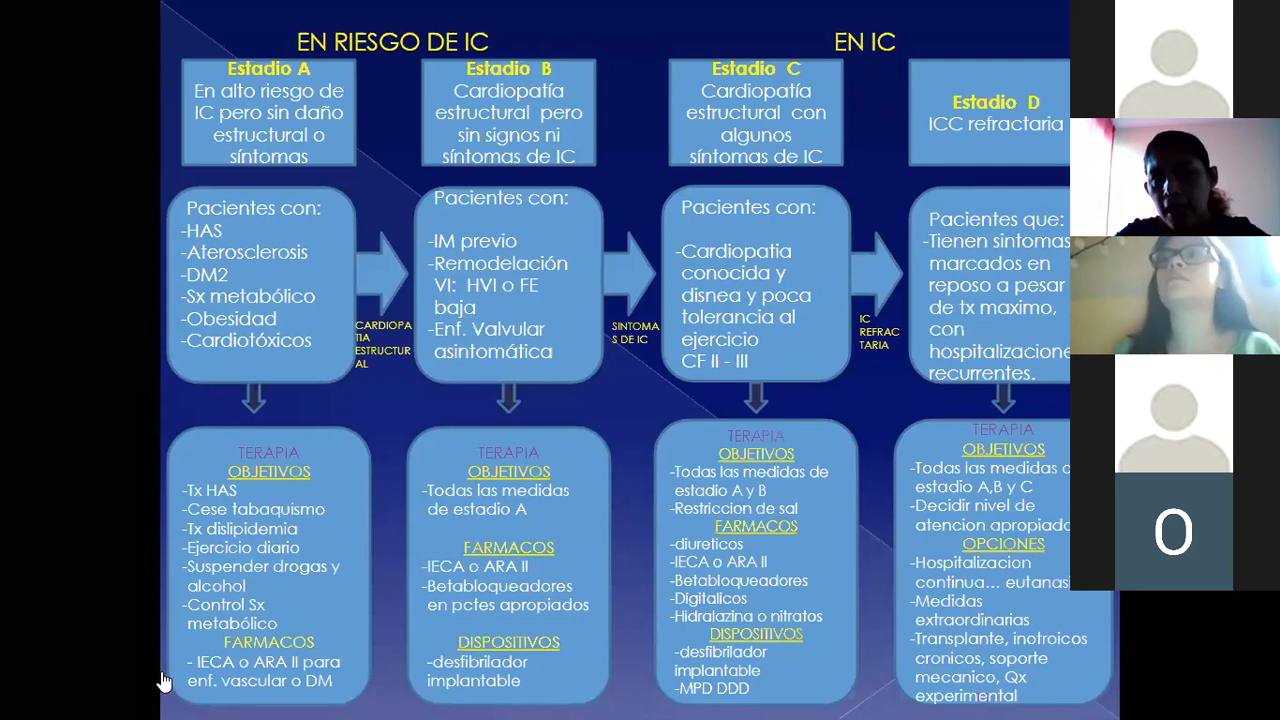 EN RIESGO DE IC
EN IC
Estadio A
En alto riesgo de
IC pero sin daño
estructural o
síntomas
Estadio B
Cardiopatía
estructural pero
sin signos ni
síntomas de IC
Estadio C
Cardiopatía
estructural con
algunos
síntomas de IC
Estadio D
ICC refractaria
Pacientes con:
-HAS
-Aterosclerosis
-DM2
-Sx metabólico
-Obesidad
-Cardiotóxicos
CARDIOPA
TIA
ESTRUCTUR
AL
Pacientes con:
-IM previo
-Remodelación
VI: HVI o FE
baja
-Enf. Valvular
asintomática
SINTOMA
S DE IC
Pacientes con:
-Cardiopatia
conocida y
disnea y poca
tolerancia al
ejercicio
CF II - III
IC
REFRAC
TARIA
Pacientes que:
-Tienen sintomas
marcados en
reposo a pesar
de tx maximo,
con
hospitalizacione
recurrentes.
TERAPIA
OBJETIVOS
-Tx HAS
-Cese tabaquismo
-Tx dislipidemia
-Ejercicio diario
-Suspender drogas y
alcohol
-Control Sx
metabólico
FARMACOS
- IECA o ARA II para
enf. vascular o DM
TERAPIA
OBJETIVOS
-Todas las medidas
de estadio A
FARMACOS
-IECA o ARA II
-Betabloqueadores
en pctes apropiados
DISPOSITIVOS
-desfibrilador
implantable
TERAPIA
OBJETIVOS
-Todas las medidas de
estadio A y B
-Restriccion de sal
FARMACOS
-diureticos
-IECA o ARA II
-Betabloqueadores
-Digitalicos
-Hidralazina o nitratos
DISPOSITIVOS
-desfibrilador
implantable
-MPD DDD
TERAPIA
OBJETIVOS
-Todas las medidas
estadio A,B y C
-Decidir nivel de
atencion apropiado
OPCIONES
-Hospitalizacion
continua... eutanasi
-Medidas
extraordinarias
-Transplante, inotroicos
cronicos, soporte
mecanico, Qx
experimental
O